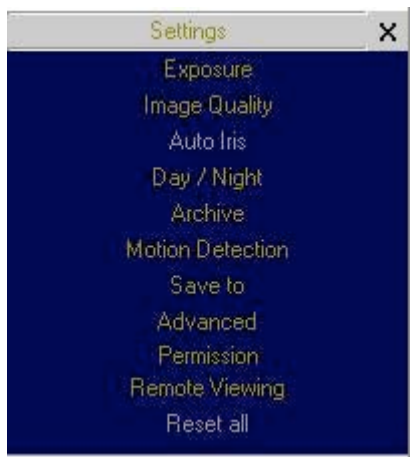 Settings X
Exposure
Image Quality
Auto Iris
Day / Night
Archive
Motion Detection
Save to
Advanced
Permission
Remote Viewing
Reset all